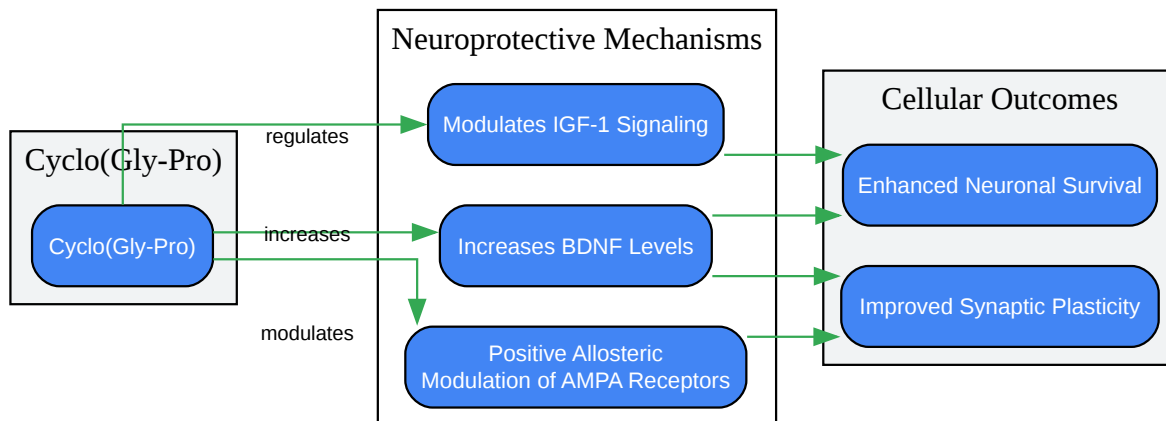 Cyclo(Gly-Pro)
Cyclo(Gly-Pro)
regulates
increases
modulates
Neuroprotective Mechanisms
Modulates IGF-1 Signaling
Increases BDNF Levels
Positive Allosteric
Modulation of AMPA Receptors
Cellular Outcomes
Enhanced Neuronal Survival
Improved Synaptic Plasticity